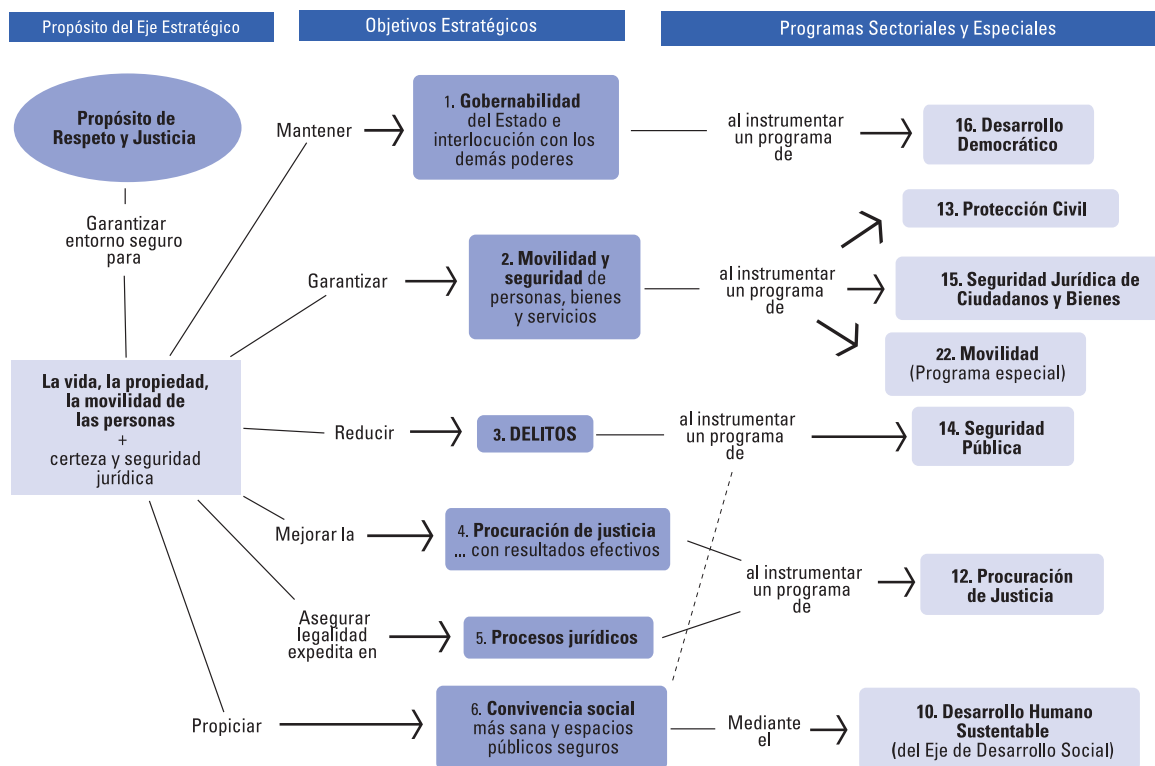 Propósito del Eje Estratégico
Objetivos Estratégicos
Programas Sectoriales y Especiales
Propósito de
Respeto y Justicia
Garantizar
entorno seguro
para
La vida, la propiedad,
la movilidad de
las personas
+
certeza y seguridad
jurídica
Mantener
1. Gobernabilidad
del Estado e
interlocución con los
demás poderes
al instrumentar
un programa
de
16. Desarrollo
Democrático
Garantizar
2. Movilidad y
seguridad de
personas, bienes
y servicios
al instrumentar
un programa
de
13. Protección Civil
15. Seguridad Jurídica de
Ciudadanos y Bienes
22. Movilidad
(Programa especial)
Reducir
3. DELITOS
al instrumentar
un programa
de
14. Seguridad
Pública
Mejorar la
4. Procuración de justicia
... con resultados efectivos
Asegurar
legalidad
expedita en
5. Procesos jurídicos
al instrumentar
un programa
de
12. Procuración
de Justicia
Propiciar
6. Convivencia social
más sana y espacios
públicos seguros
Mediante
el
10. Desarrollo Humano
Sustentable
(del Eje de Desarrollo Social)